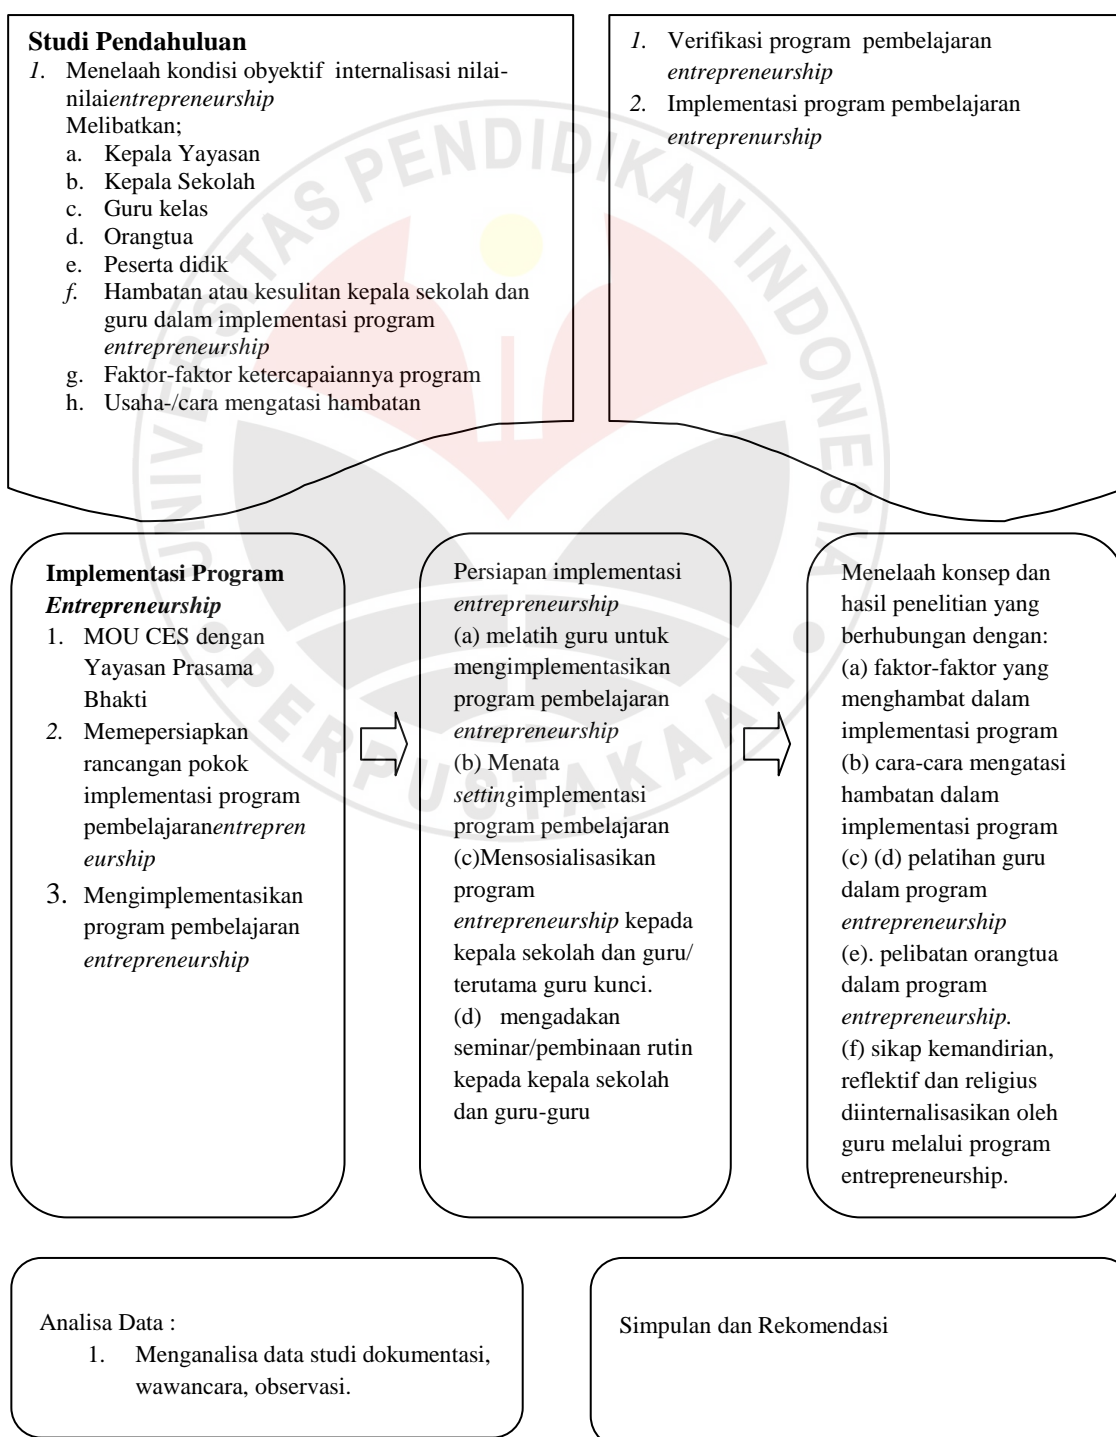 Studi Pendahuluan
1. Menelaah kondisi obyektif internalisasi nilai-
nilaientrepreneurship
Melibatkan;
a. Kepala Yayasan
b. Kepala Sekolah
c. Guru kelas
d. Orangtua
e. Peserta didik
f. Hambatan atau kesulitan kepala sekolah dan
guru dalam implementasi program
entrepreneurship
g. Faktor-faktor ketercapaiannya program
h. Usaha-/cara mengatasi hambatan
1. Verifikasi program pembelajaran
entrepreneurship
2. Implementasi program pembelajaran
entreprenurship
Implementasi Program
Entrepreneurship
1. MOU CES dengan
Yayasan Prasama
Bhakti
2. Memepersiapkan
rancangan pokok
implementasi program
pembelajaranentrepren
eurship
3. Mengimplementasikan
program pembelajaran
entrepreneurship
Persiapan implementasi
entrepreneurship
(a) melatih guru untuk
mengimplementasikan
program pembelajaran
entrepreneurship
(b) Menata
settingimplementasi
program pembelajaran
(c)Mensosialisasikan
program
entrepreneurship kepada
kepala sekolah dan guru/
terutama guru kunci.
(d) mengadakan
seminar/pembinaan rutin
kepada kepala sekolah
dan guru-guru
Menelaah konsep dan
hasil penelitian yang
berhubungan dengan:
(a) faktor-faktor yang
menghambat dalam
implementasi program
(b) cara-cara mengatasi
hambatan dalam
implementasi program
(c) (d) pelatihan guru
dalam program
entrepreneurship
(e). pelibatan orangtua
dalam program
entrepreneurship.
(f) sikap kemandirian,
reflektif dan religius
diinternalisasikan oleh
guru melalui program
entrepreneurship.
Analisa Data :
1. Menganalisa data studi dokumentasi,
wawancara, observasi.
Simpulan dan Rekomendasi
UNIVERSITAS PENDIDIKAN INDONESIA
PERPUSTAKAAN